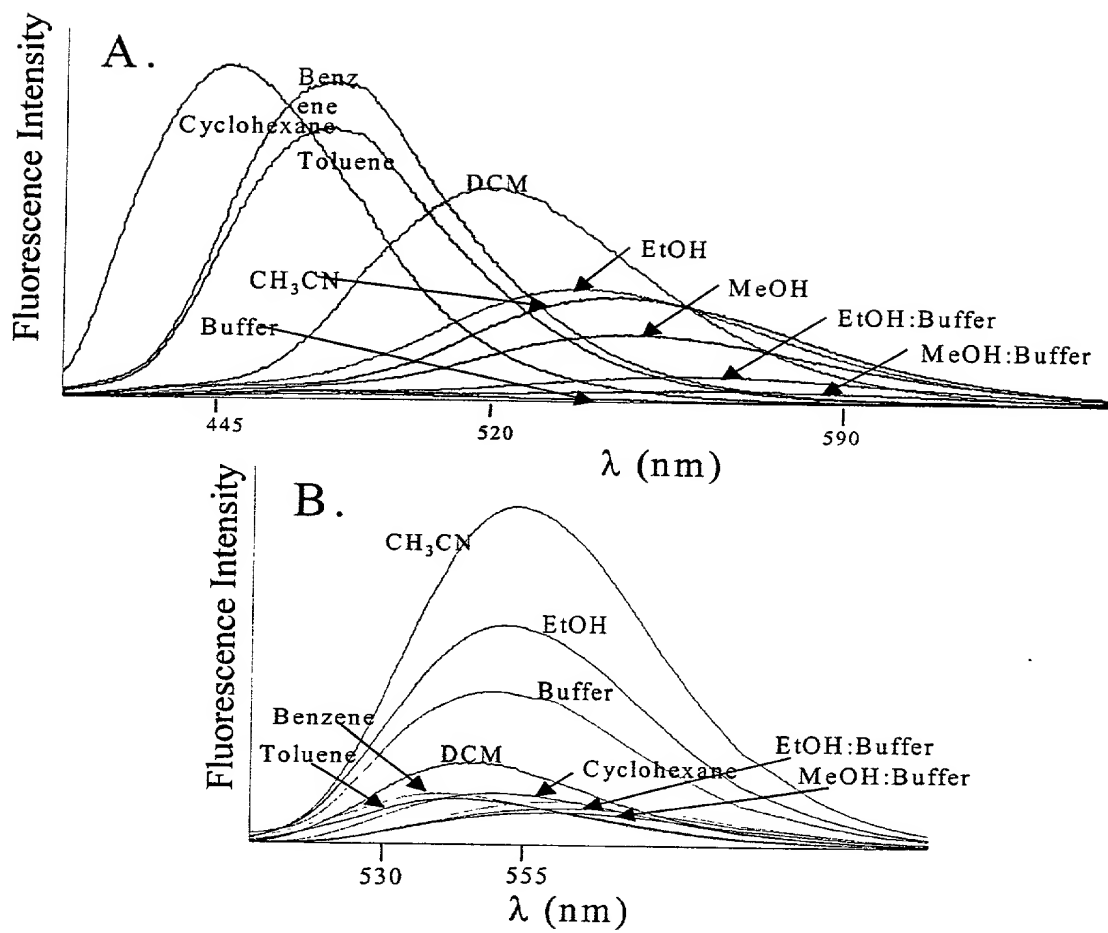 A.
Fluorescence Intensity
Benz
ene
Cyclohexane
Toluene
DCM
EtOH
CH₃CN
MeOH
Buffer
EtOH:Buffer
MeOH:Buffer
445
520
590
λ (nm)
B.
Fluorescence Intensity
CH₃CN
EtOH
Buffer
Benzene
Toluene
DCM
Cyclohexane
EtOH:Buffer
MeOH:Buffer
530
555
λ (nm)